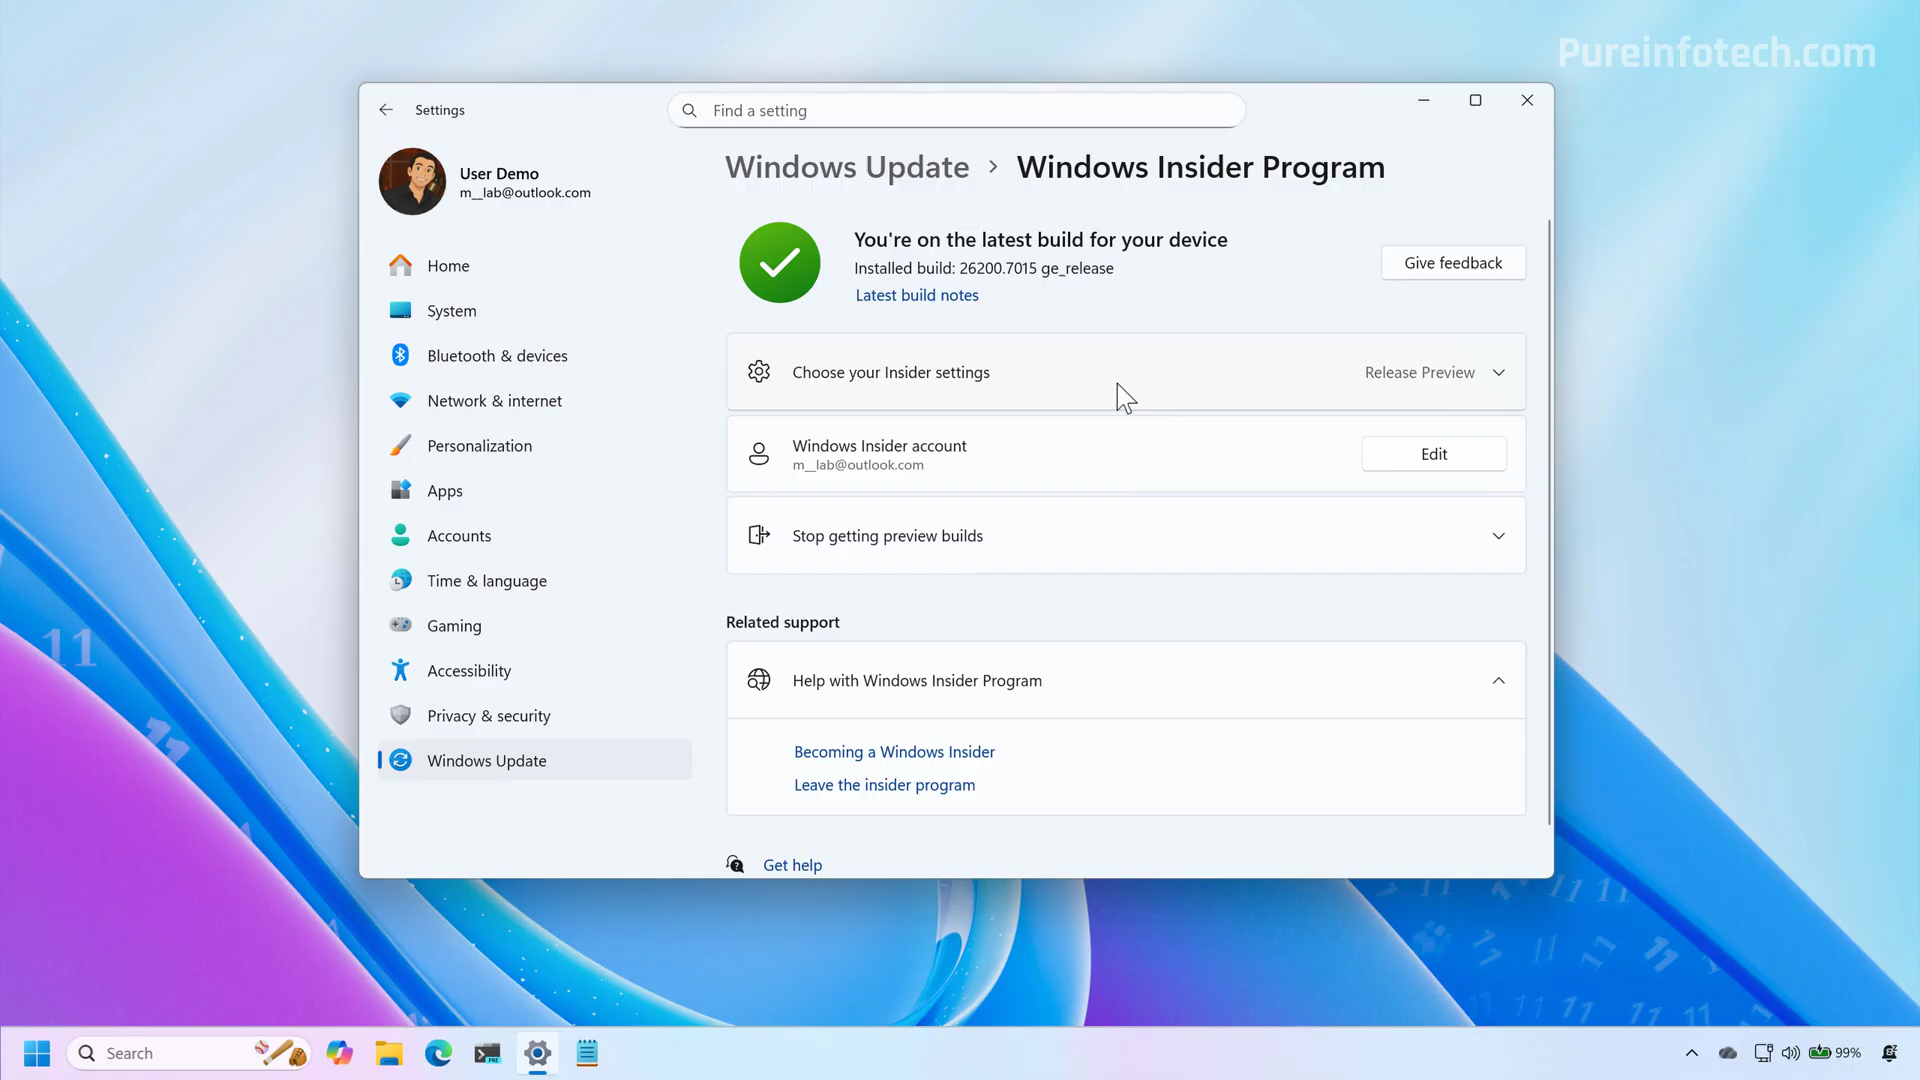 Pureinfotech.com
Settings
Find a setting
User Demo
m__lab@outlook.com
Home
System
Bluetooth & devices
Network & internet
Personalization
Apps
Accounts
Time & language
Gaming
Accessibility
Privacy & security
Windows Update
Windows Update > Windows Insider Program
You're on the latest build for your device
Installed build: 26200.7015 ge_release
Latest build notes
Give feedback
Choose your Insider settings
Release Preview
Windows Insider account
m__lab@outlook.com
Edit
Stop getting preview builds
Related support
Help with Windows Insider Program
Becoming a Windows Insider
Leave the insider program
Get help
11
11
Search
PRE
99%